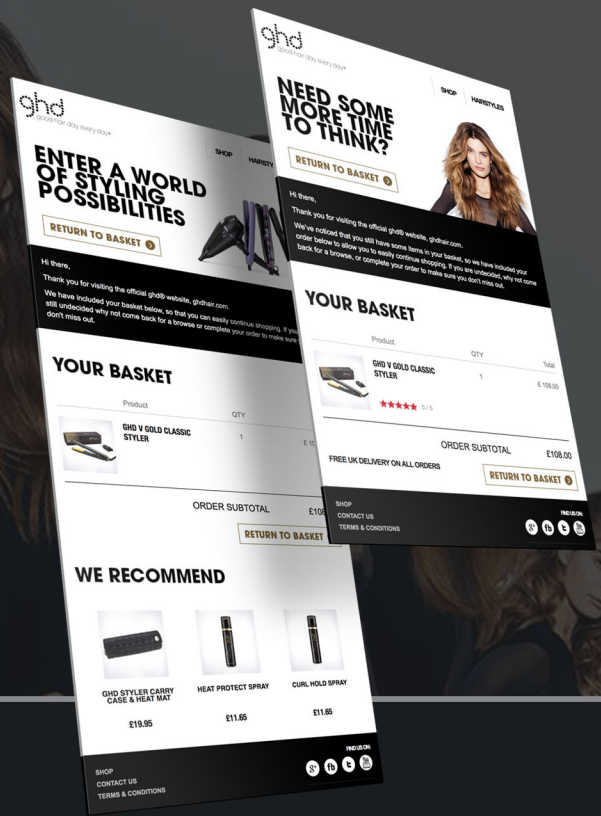 ghd
good hair day, every day®
SHOP
HAIRSTY
ENTER A WORLD
OF STYLING
POSSIBILITIES
RETURN TO BASKET
Hi there,
Thank you for visiting the official ghd® website, ghdhair.com.
We have included your basket below, so that you can easily continue shopping. If you
still undecided why not come back for a browse or complete your order to make sure
don't miss out.
YOUR BASKET
Product
QTY
GHD V GOLD CLASSIC
STYLER
1
£ 10
ORDER SUBTOTAL
£108
RETURN TO BASKET
WE RECOMMEND
GHD STYLER CARRY
CASE & HEAT MAT
£19.95
HEAT PROTECT SPRAY
£11.65
CURL HOLD SPRAY
£11.65
SHOP
CONTACT US
TERMS & CONDITIONS
FIND US ON:
g+
fb
t
You
ghd
good hair day, every day®
SHOP
HAIRSTYLES
NEED SOME
MORE TIME
TO THINK?
RETURN TO BASKET
Hi there,
Thank you for visiting the official ghd® website, ghdhair.com.
We've noticed that you still have some items in your basket, so we have included your
order below to allow you to easily continue shopping. If you are undecided, why not come
back for a browse, or complete your order to make sure you don't miss out.
YOUR BASKET
Product
QTY
Total
GHD V GOLD CLASSIC
STYLER
1
£ 108.00
5 / 5
ORDER SUBTOTAL
£108.00
FREE UK DELIVERY ON ALL ORDERS
RETURN TO BASKET
SHOP
CONTACT US
TERMS & CONDITIONS
FIND US ON:
g+
fb
t
You